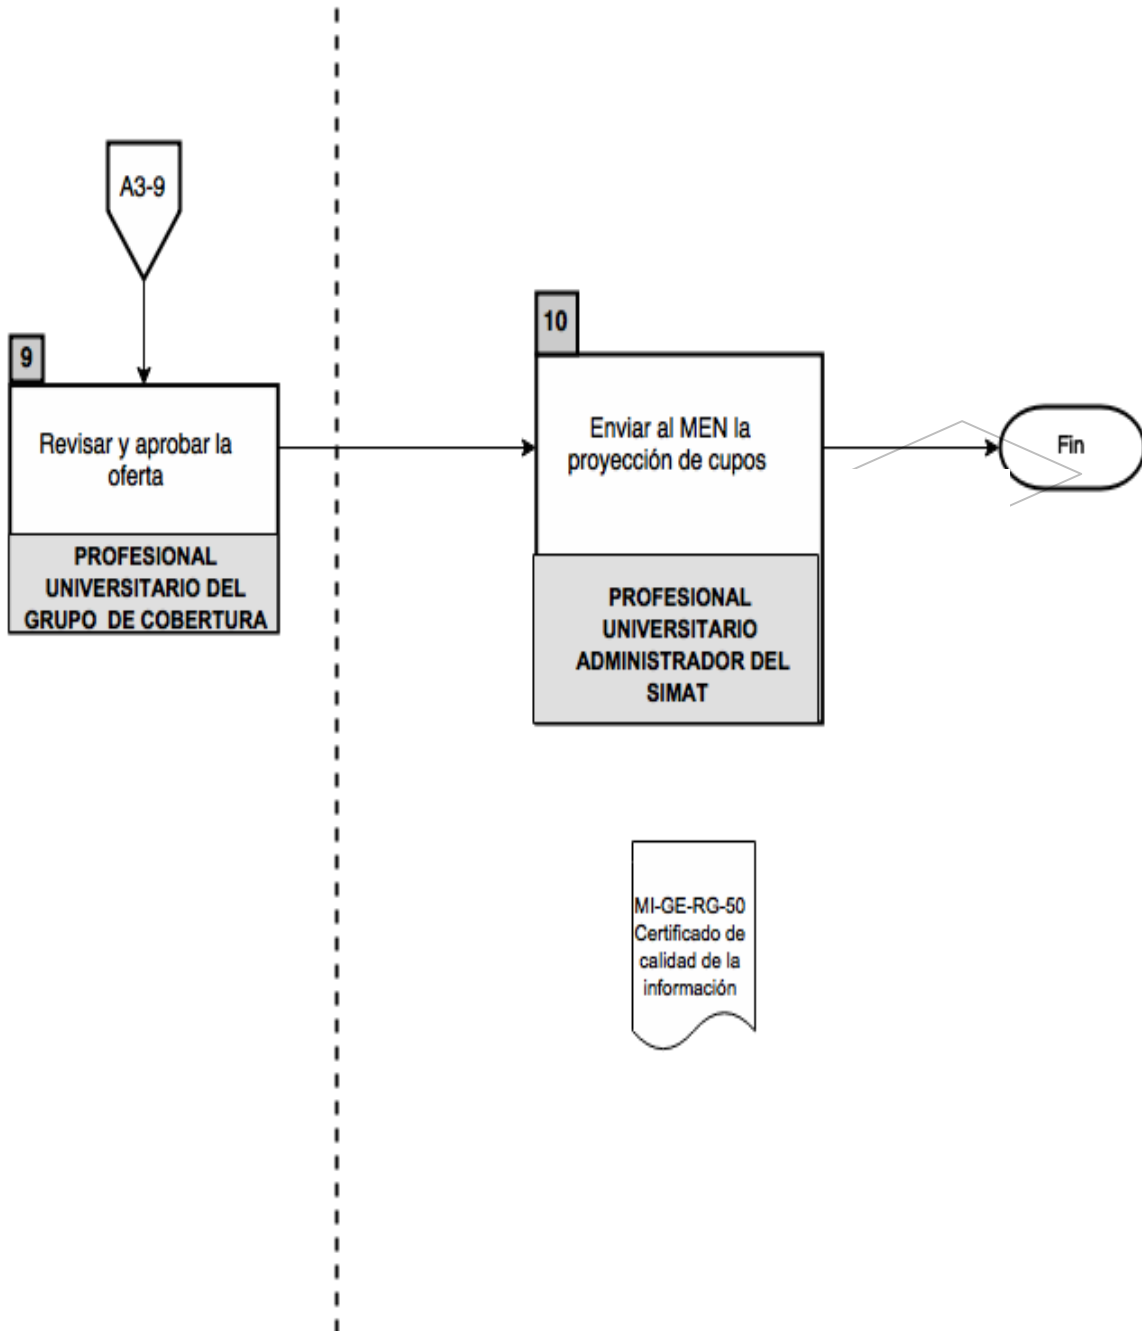 A3-9
9
Revisar y aprobar la
oferta
PROFESIONAL
UNIVERSITARIO DEL
GRUPO DE COBERTURA
10
Enviar al MEN la
proyección de cupos
PROFESIONAL
UNIVERSITARIO
ADMINISTRADOR DEL
SIMAT
Fin
MI-GE-RG-50
Certificado de
calidad de la
información